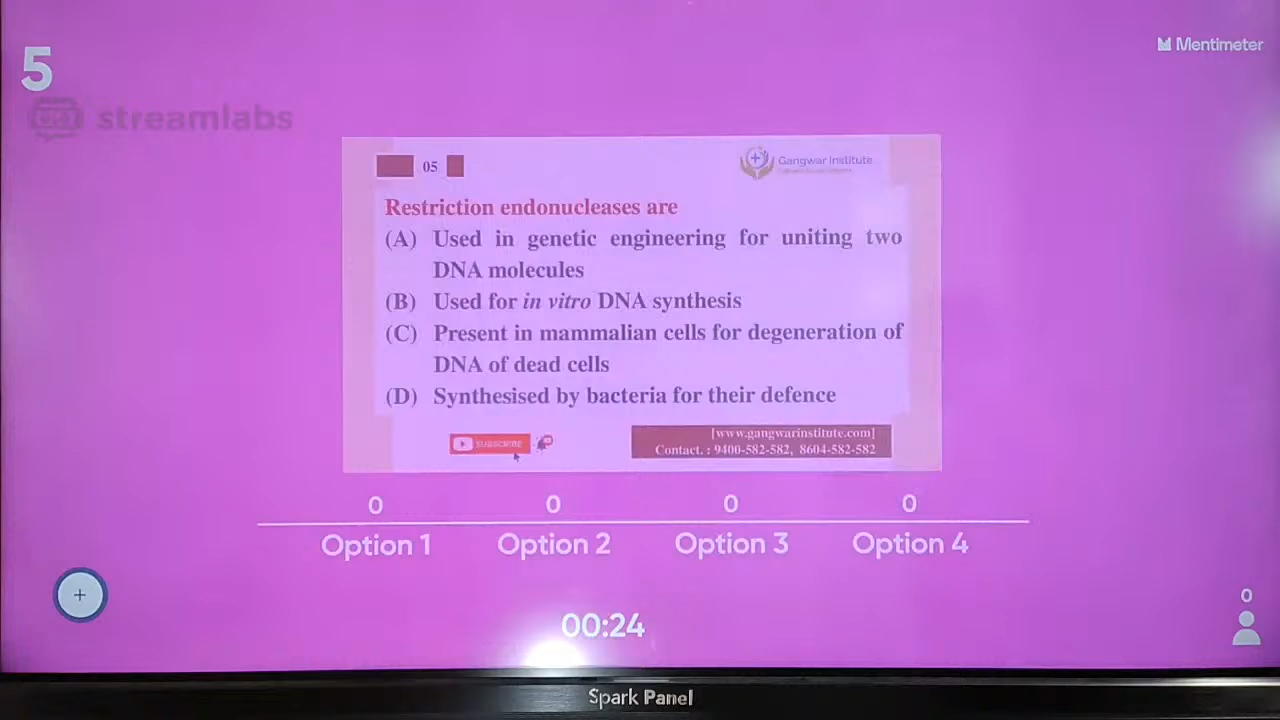 5
Mentimeter
streamlabs
05
Gangwar Institute
Restriction endonucleases are
(A) Used in genetic engineering for uniting two
DNA molecules
(B) Used for in vitro DNA synthesis
(C) Present in mammalian cells for degeneration of
DNA of dead cells
(D) Synthesised by bacteria for their defence
SUBSCRIBE
[www.gangwarinstitute.com]
Contact. : 9400-582-582, 8604-582-582
0 0 0 0
Option 1 Option 2 Option 3 Option 4
00:24
0
Spark Panel